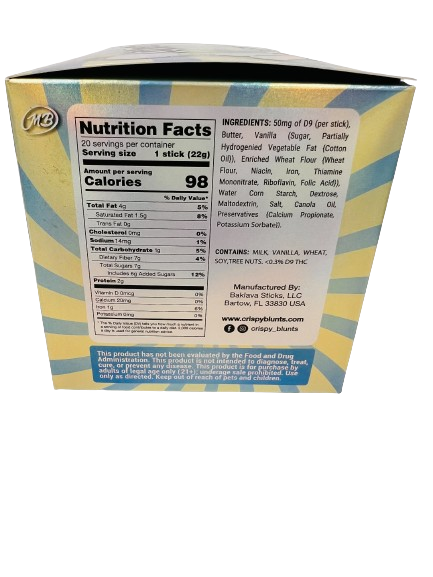 MB
Nutrition Facts
20 servings per container
Serving size 1 stick (22g)
Amount per serving
Calories 98
% Daily Value*
Total Fat 4g 5%
Saturated Fat 1.5g 8%
Trans Fat 0g
Cholesterol 0mg 0%
Sodium 14mg 1%
Total Carbohydrate 1g 5%
Dietary Fiber 7g 4%
Total Sugars 7g
Includes 6g Added Sugars 12%
Protein 2g
Vitamin D 0mcg 0%
Calcium 25mg 0%
Iron 1g 8%
Potassium 0mg 0%
INGREDIENTS: 50mg of D9 (per stick),
Butter, Vanilla (Sugar, Partially
Hydrogenied Vegetable Fat (Cotton
Oil)), Enriched Wheat Flour (Wheat
Flour, Niacin, Iron, Thiamine
Mononitrate, Riboflavin, Folic Acid)),
Water Corn Starch, Dextrose,
Maltodextrin, Salt, Canola Oil,
Preservatives (Calcium Propionate,
Potassium Sorbate)).
CONTAINS: MILK, VANILLA, WHEAT,
SOY,TREE NUTS. <0.3% D9 THC
Manufactured By:
Baklava Sticks, LLC
Bartow, FL 33830 USA
www.crispyblunts.com
crispy_blunts
This product has not been evaluated by the Food and Drug
Administration. This product is not intended to diagnose, treat,
cure, or prevent any disease. This product is for purchase by
adults of legal age only (21+); underage sale prohibited. Use
only as directed. Keep out of reach of pets and children.